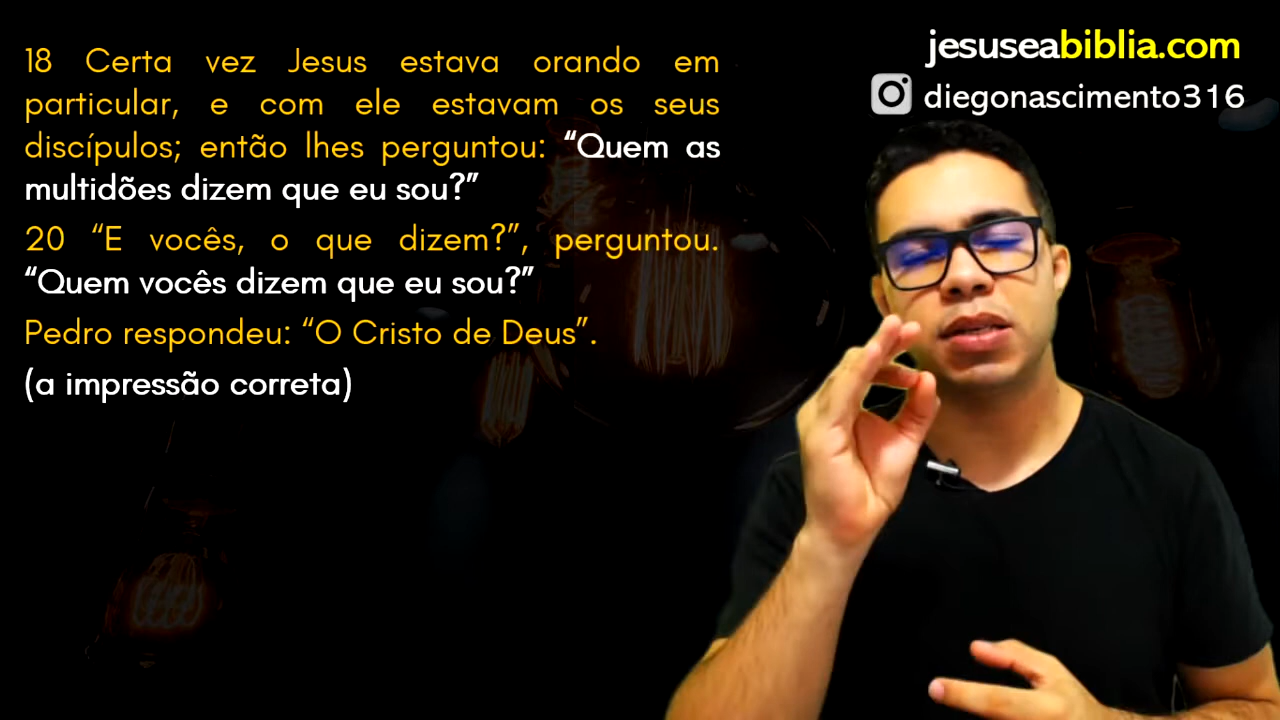 18 Certa vez Jesus estava orando em
particular, e com ele estavam os seus
discípulos; então lhes perguntou: “Quem as
multidões dizem que eu sou?”
20 “E vocês, o que dizem?”, perguntou.
“Quem vocês dizem que eu sou?”
Pedro respondeu: “O Cristo de Deus”.
(a impressão correta)
jesuseabiblia.com
diegonascimento316